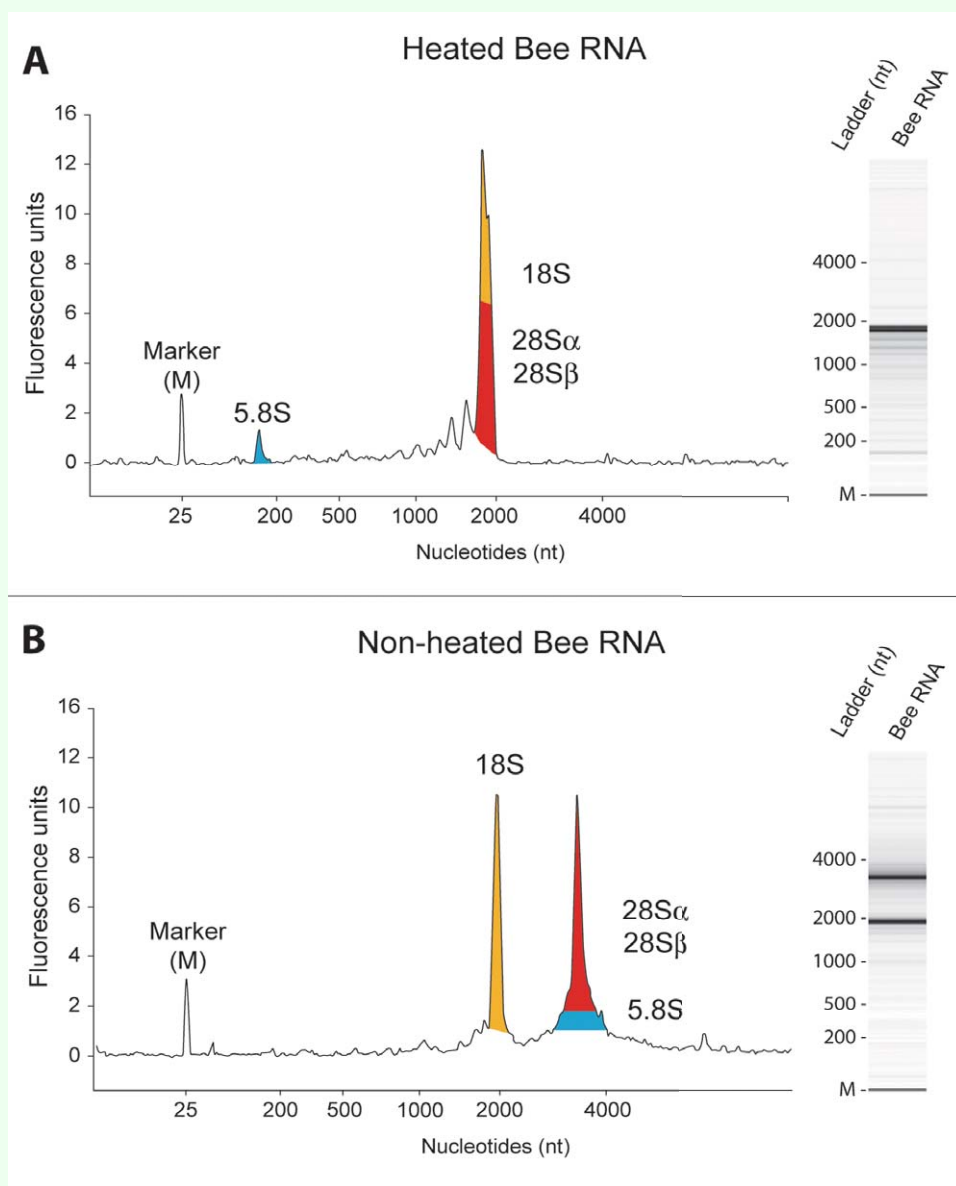 A
Heated Bee RNA
Ladder (nt)
Bee RNA
Fluorescence units
16
14
12
10
8
6
4
2
0
Marker
(M)
5.8S
18S
28Sα
28Sβ
25
200
500
1000
2000
4000
Nucleotides (nt)
4000 -
2000 -
1000 -
500 -
200 -
M -
B
Non-heated Bee RNA
Ladder (nt)
Bee RNA
Fluorescence units
16
14
12
10
8
6
4
2
0
Marker
(M)
18S
28Sα
28Sβ
5.8S
25
200
500
1000
2000
4000
Nucleotides (nt)
4000 -
2000 -
1000 -
500 -
200 -
M -